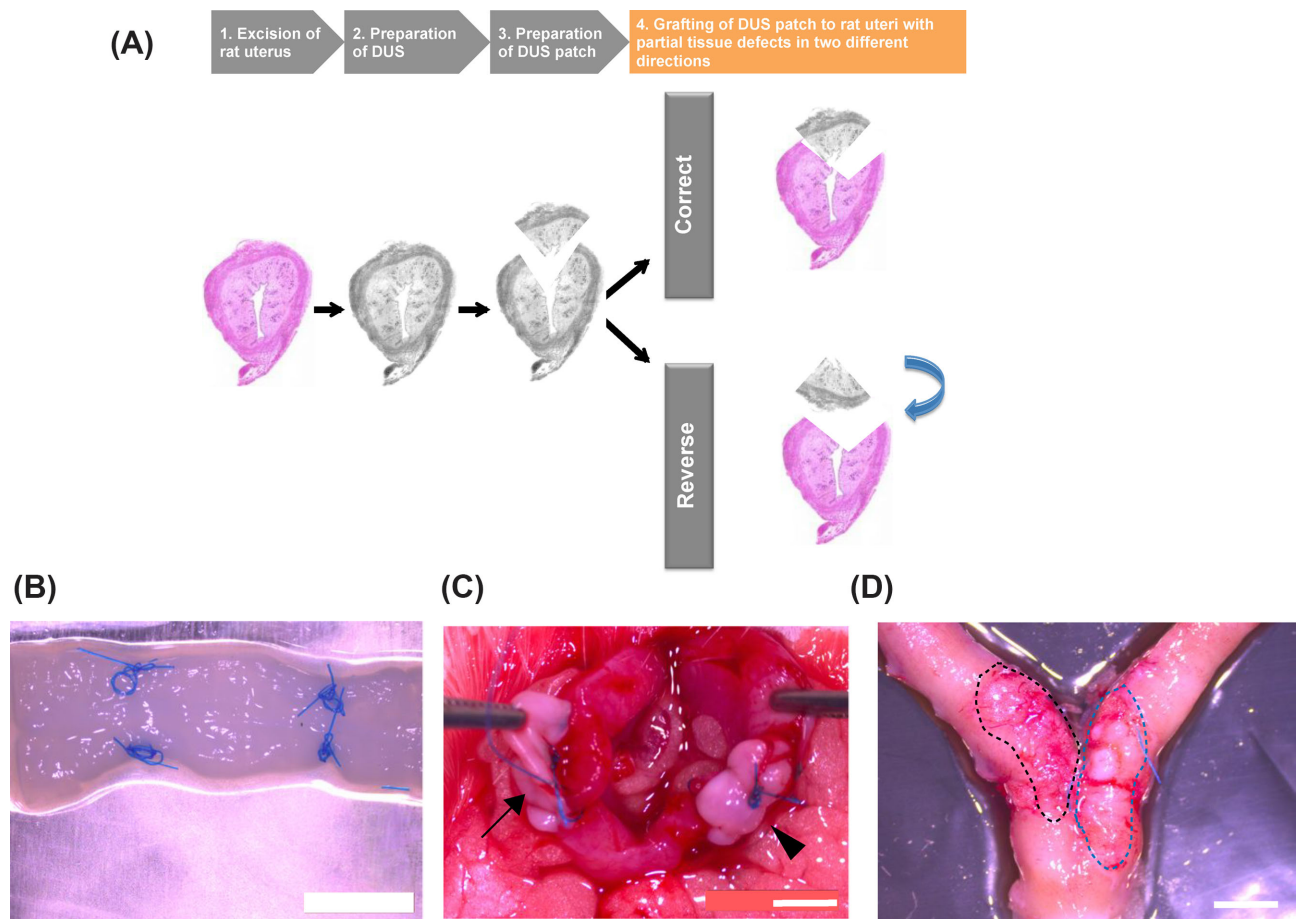 (A)
1. Excision of
rat uterus
2. Preparation
of DUS
3. Preparation
of DUS patch
4. Grafting of DUS patch to rat uteri with
partial tissue defects in two different
directions
Correct
Reverse
(B)
(C)
(D)